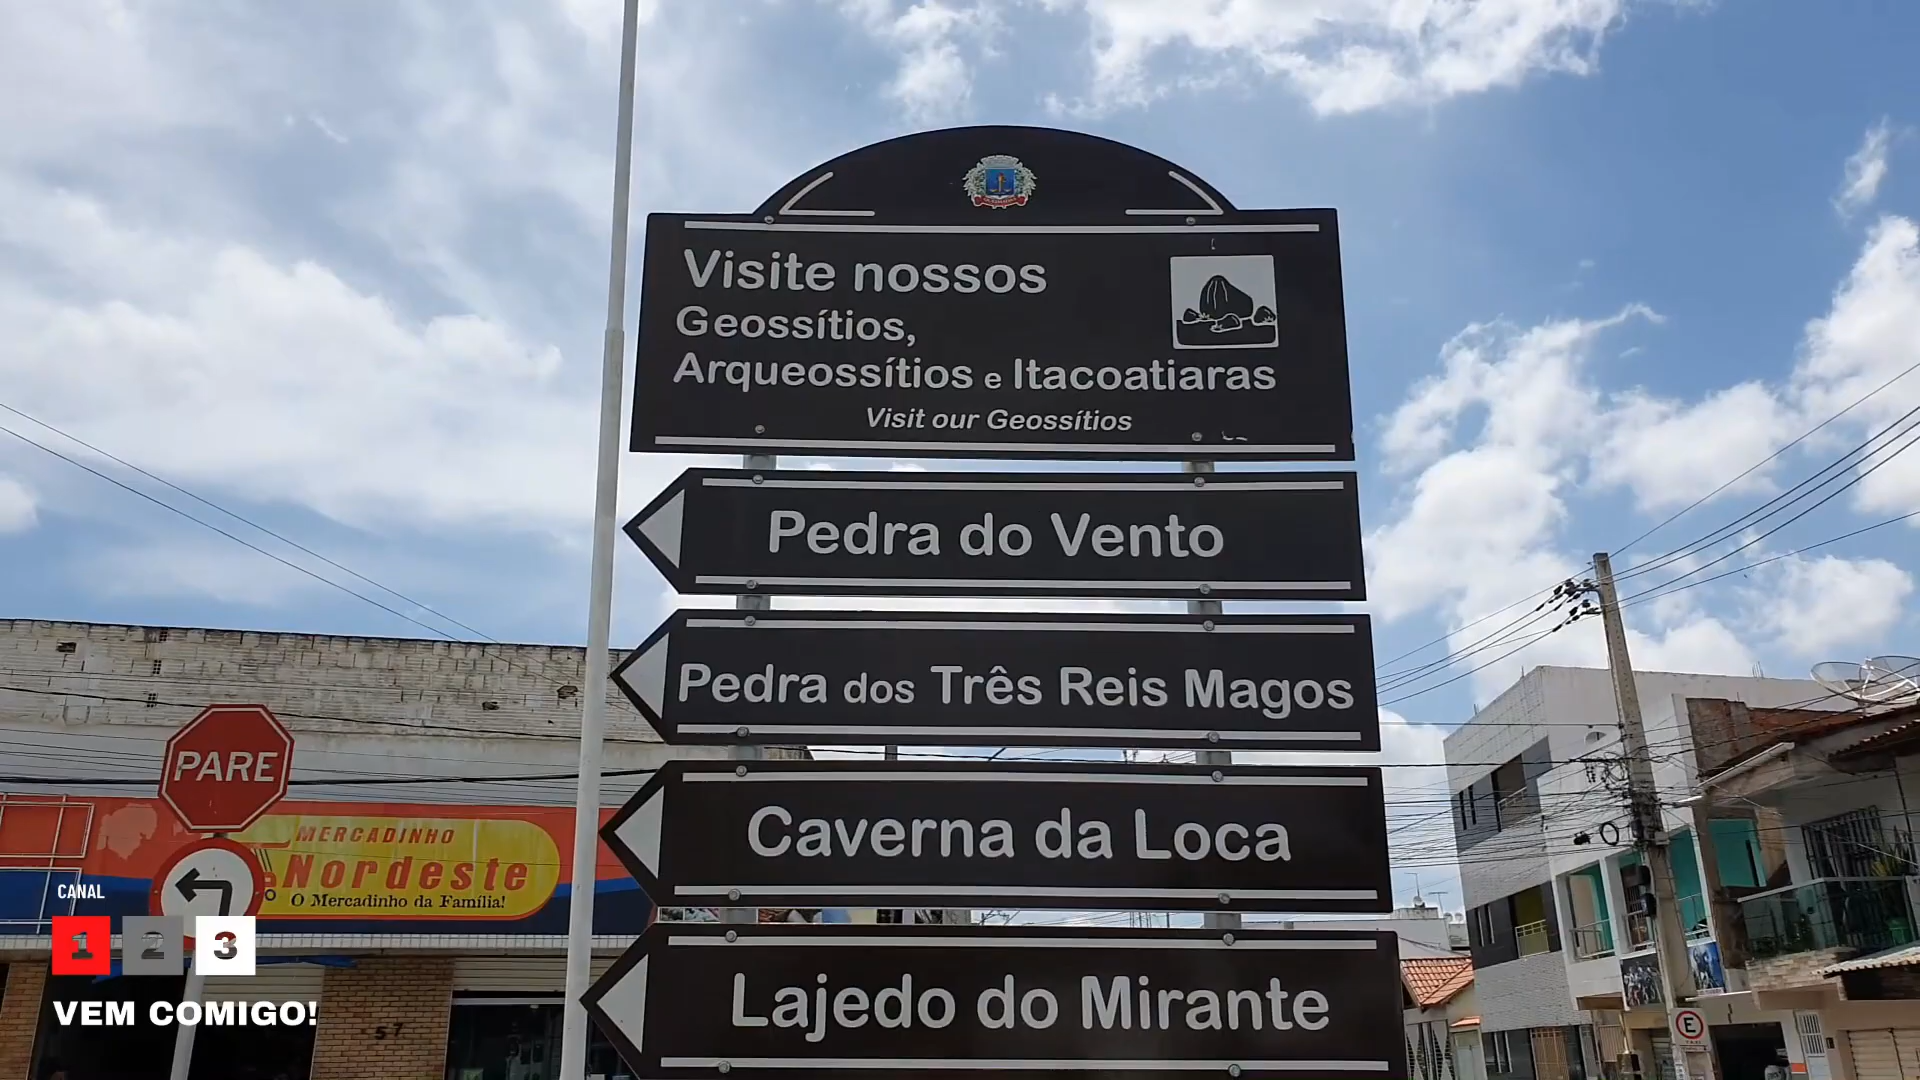 Visite nossos
Geossítios,
Arqueossítios e Itacoatiaras
Visit our Geossítios
Pedra do Vento
Pedra dos Três Reis Magos
Caverna da Loca
Lajedo do Mirante
PARE
MERCADINHO
Nordeste
O Mercadinho da Família!
57
E
CANAL
1 2 3
VEM COMIGO!